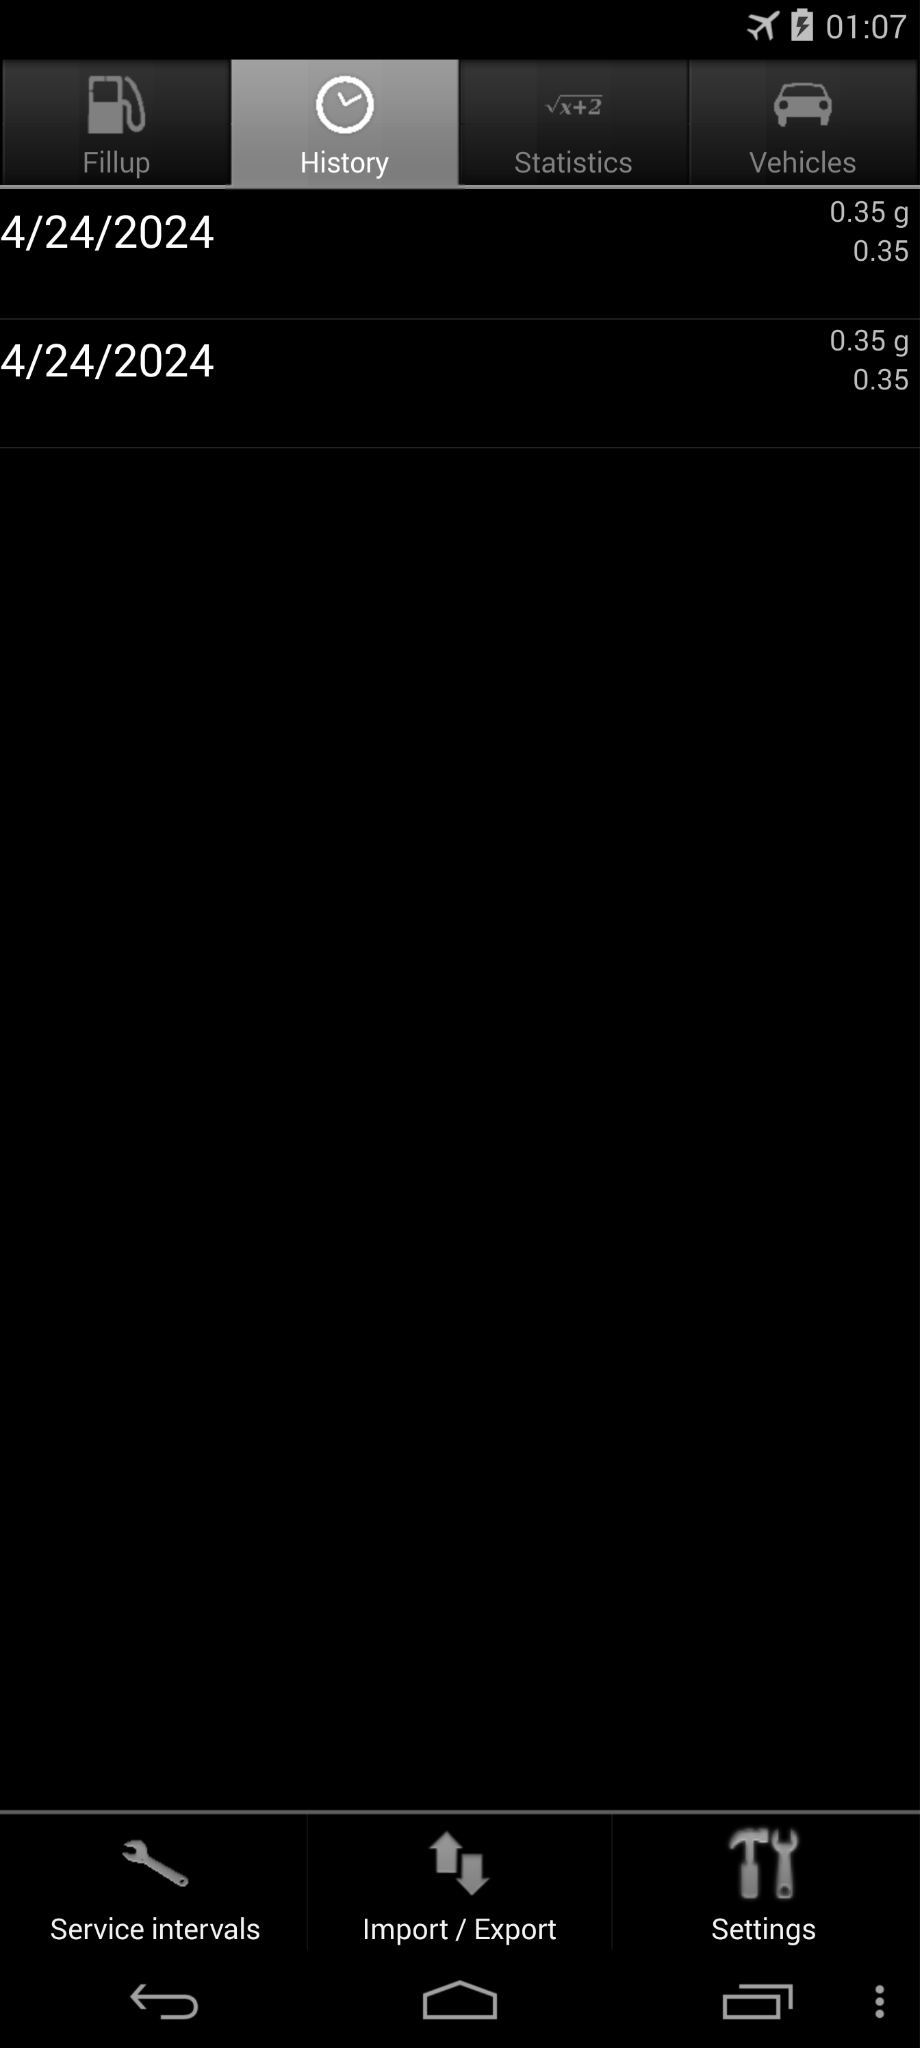 01:07
Fillup
History
√x+2
Statistics
Vehicles
4/24/2024
0.35 g
0.35
4/24/2024
0.35 g
0.35
Service intervals
Import / Export
Settings